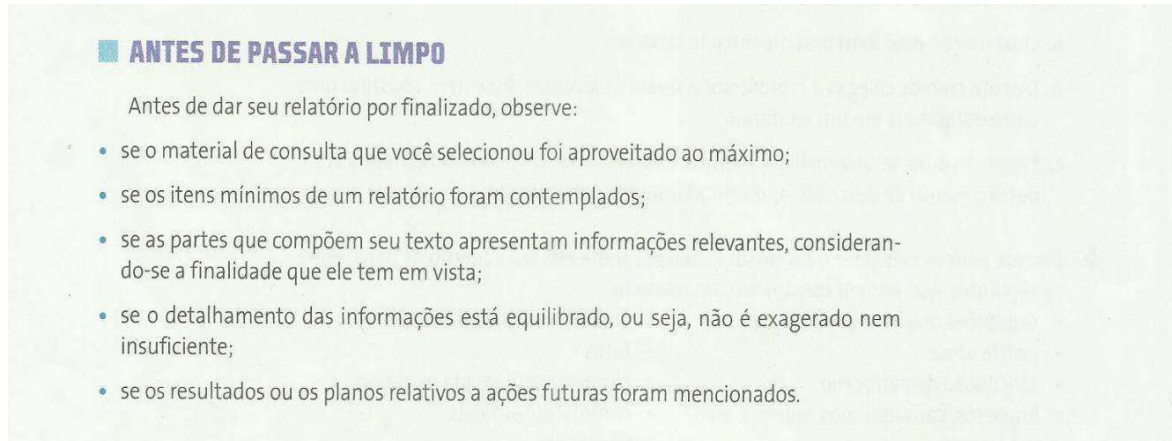 ANTES DE PASSAR A LIMPO
Antes de dar seu relatório por finalizado, observe:
• se o material de consulta que você selecionou foi aproveitado ao máximo;
• se os itens mínimos de um relatório foram contemplados;
• se as partes que compõem seu texto apresentam informações relevantes, consideran-
do-se a finalidade que ele tem em vista;
• se o detalhamento das informações está equilibrado, ou seja, não é exagerado nem
insuficiente;
• se os resultados ou os planos relativos a ações futuras foram mencionados.